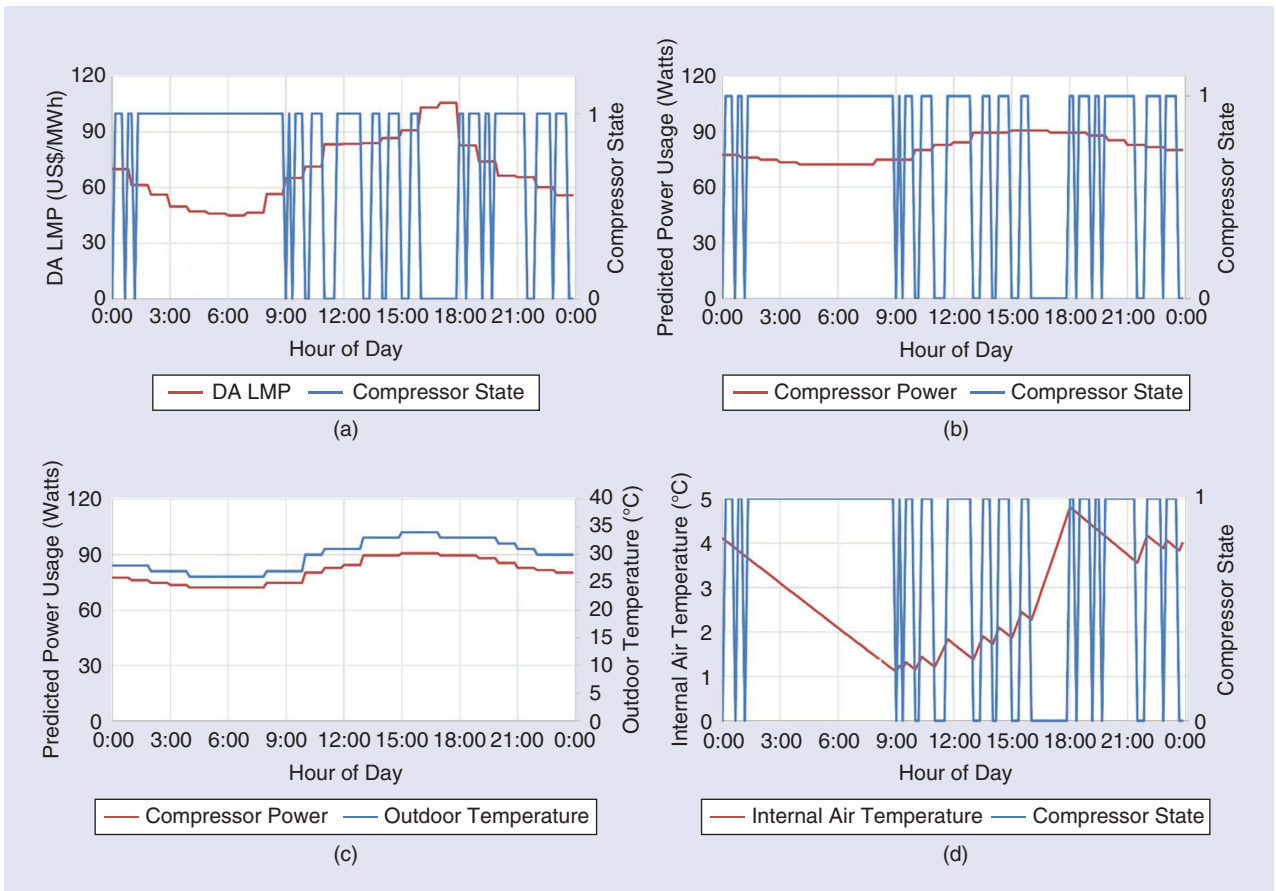 DA LMP (US$/MWh)
120
90
60
30
0
1
0
Compressor State
0:00 3:00 6:00 9:00 12:00 15:00 18:00 21:00 0:00
Hour of Day
DA LMP Compressor State
(a)
Predicted Power Usage (Watts)
120
90
60
30
0
1
0
Compressor State
0:00 3:00 6:00 9:00 12:00 15:00 18:00 21:00 0:00
Hour of Day
Compressor Power Compressor State
(b)
Predicted Power Usage (Watts)
120
90
60
30
0
40
35
30
25
20
15
10
5
0
Outdoor Temperature (°C)
0:00 3:00 6:00 9:00 12:00 15:00 18:00 21:00 0:00
Hour of Day
Compressor Power Outdoor Temperature
(c)
Internal Air Temperature (°C)
5
4
3
2
1
0
1
0
Compressor State
0:00 3:00 6:00 9:00 12:00 15:00 18:00 21:00 0:00
Hour of Day
Internal Air Temperature Compressor State
(d)